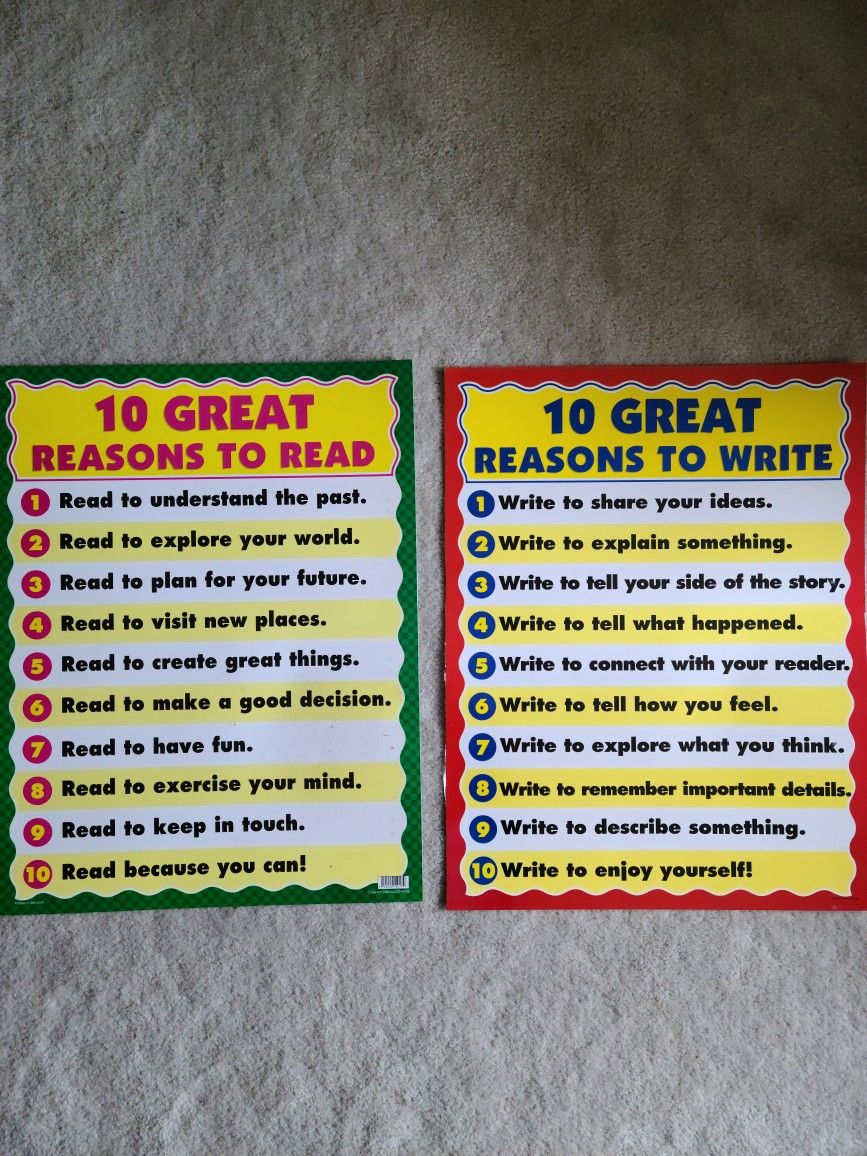 10 GREAT
REASONS TO READ
1 Read to understand the past.
2 Read to explore your world.
3 Read to plan for your future.
4 Read to visit new places.
5 Read to create great things.
6 Read to make a good decision.
7 Read to have fun.
8 Read to exercise your mind.
9 Read to keep in touch.
10 Read because you can!
10 GREAT
REASONS TO WRITE
1 Write to share your ideas.
2 Write to explain something.
3 Write to tell your side of the story.
4 Write to tell what happened.
5 Write to connect with your reader.
6 Write to tell how you feel.
7 Write to explore what you think.
8 Write to remember important details.
9 Write to describe something.
10 Write to enjoy yourself!